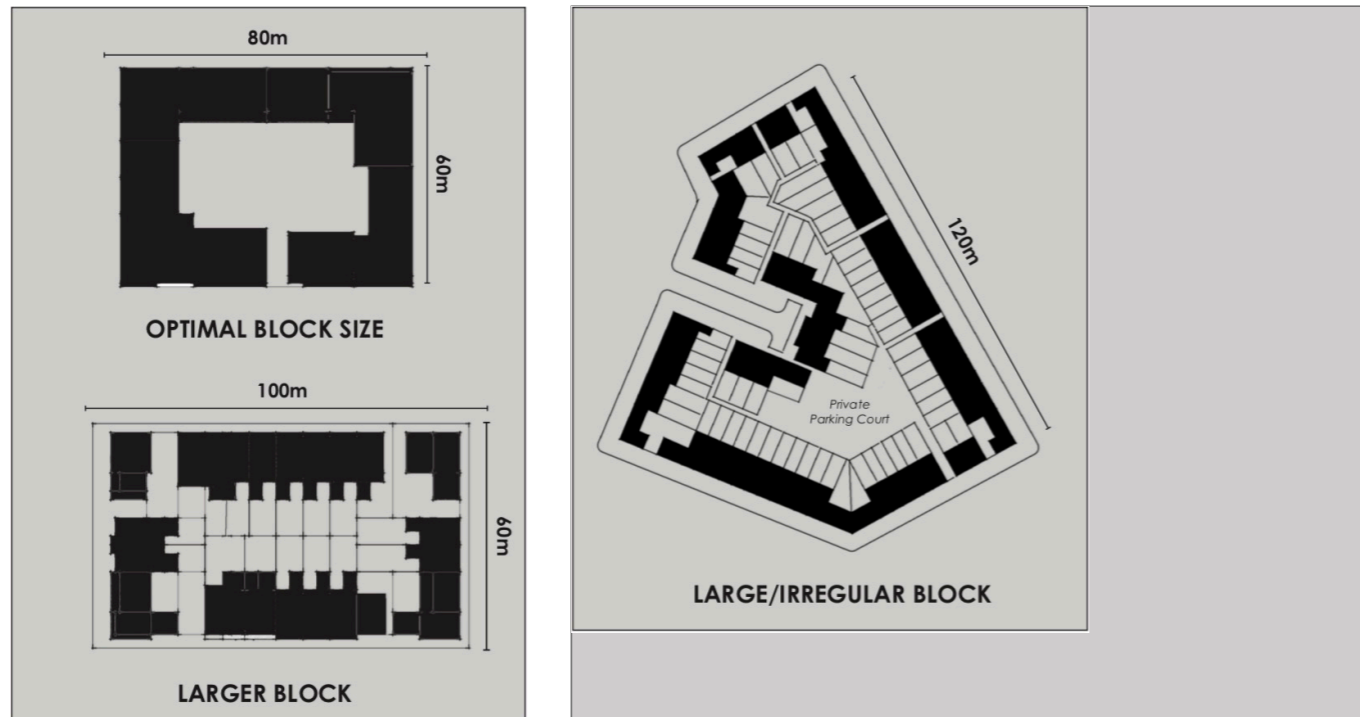 80m
60m
OPTIMAL BLOCK SIZE
100m
60m
LARGER BLOCK
120m
Private
Parking Court
LARGE/IRREGULAR BLOCK